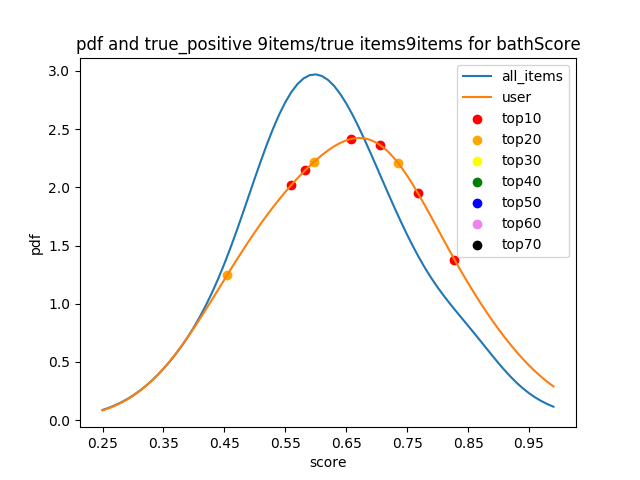 pdf and true_positive 9items/true items9items for bathScore
3.0
2.5
2.0
1.5
1.0
0.5
0.0
pdf
0.25 0.35 0.45 0.55 0.65 0.75 0.85 0.95
score
all_items
user
top10
top20
top30
top40
top50
top60
top70